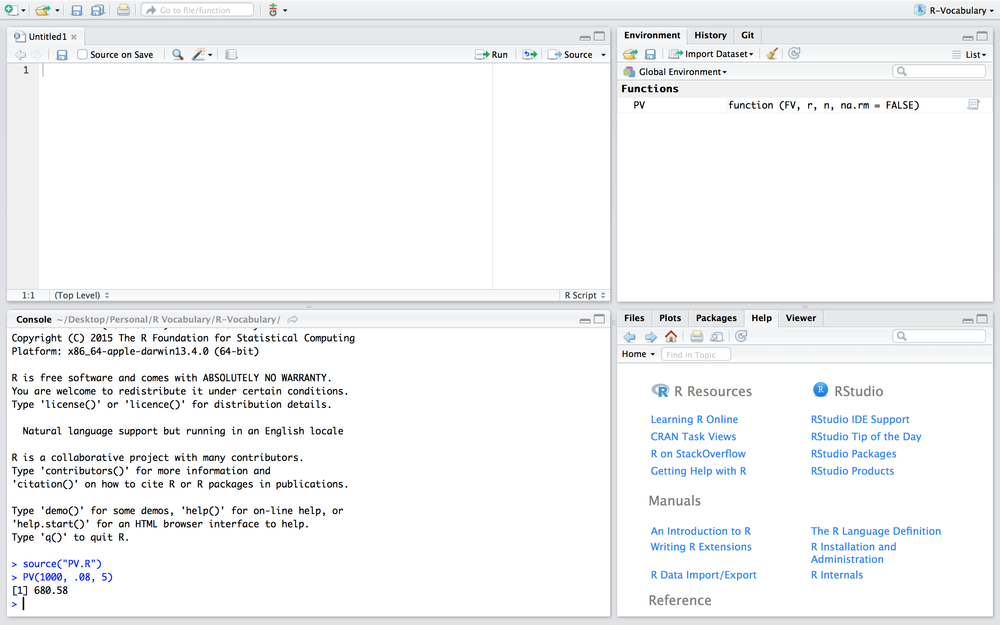 Go to file/function
R-Vocabulary
Untitled1
Source on Save
Run
Source
1
1:1
(Top Level)
R Script
Environment
History
Git
Import Dataset
List
Global Environment
Functions
PV
function (FV, r, n, na.rm = FALSE)
Console ~/Desktop/Personal/R Vocabulary/R-Vocabulary/
Copyright (C) 2015 The R Foundation for Statistical Computing
Platform: x86_64-apple-darwin13.4.0 (64-bit)
R is free software and comes with ABSOLUTELY NO WARRANTY.
You are welcome to redistribute it under certain conditions.
Type 'license()' or 'licence()' for distribution details.
Natural language support but running in an English locale
R is a collaborative project with many contributors.
Type 'contributors()' for more information and
'citation()' on how to cite R or R packages in publications.
Type 'demo()' for some demos, 'help()' for on-line help, or
'help.start()' for an HTML browser interface to help.
Type 'q()' to quit R.
> source("PV.R")
> PV(1000, .08, 5)
[1] 680.58
>
Files
Plots
Packages
Help
Viewer
Home
Find in Topic
R Resources
Learning R Online
CRAN Task Views
R on StackOverflow
Getting Help with R
RStudio
RStudio IDE Support
RStudio Tip of the Day
RStudio Packages
RStudio Products
Manuals
An Introduction to R
Writing R Extensions
R Data Import/Export
The R Language Definition
R Installation and
Administration
R Internals
Reference